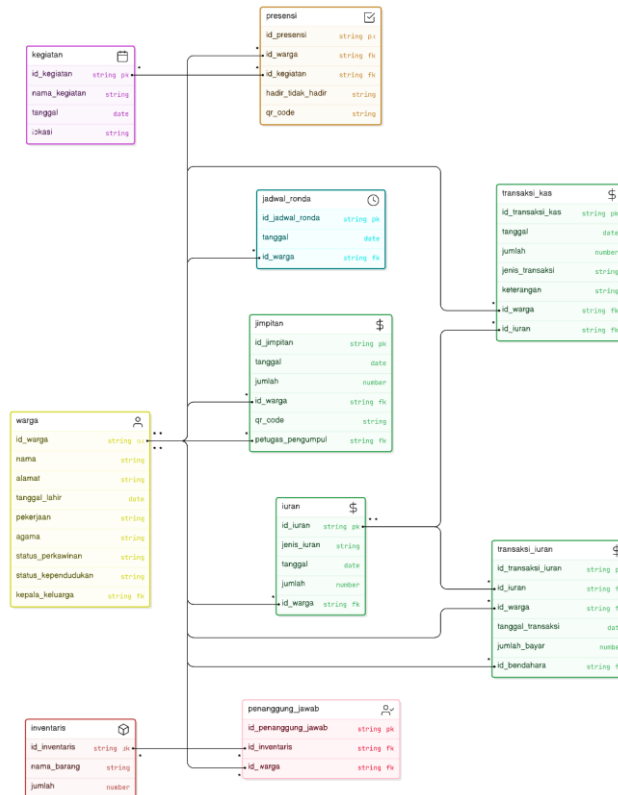 presensi
id_presensi string
id_warga string fk
id_kegiatan string fk
hadir_tidak_hadir string
qr_code string
kegiatan
id_kegiatan string pk
nama_kegiatan string
tanggal date
lokasi string
jadwal_ronda
id_jadwal_ronda string pk
tanggal date
id_warga string fk
transaksi_kas
id_transaksi_kas string pk
tanggal date
jumlah number
jenis_transaksi string
keterangan string
id_warga string fk
id_iuran string fk
jimpitan
id_jimpitan string pk
tanggal date
jumlah number
id_warga string fk
qr_code string
petugas_pengumpul string fk
warga
id_warga string
nama string
alamat string
tanggal_lahir date
pekerjaan string
agama string
status_perkawinan string
status_kependudukan string
kepala_keluarga string fk
iuran
id_iuran string pk
jenis_iuran string
tanggal date
jumlah number
id_warga string fk
transaksi_iuran
id_transaksi_iuran string
id_iuran string
id_warga string
tanggal_transaksi
jumlah_bayar
id_bendahara string
penanggung_jawab
id_penanggung_jawab string pk
id_inventaris string fk
id_warga string fk
inventaris
id_inventaris string
nama_barang string
jumlah number